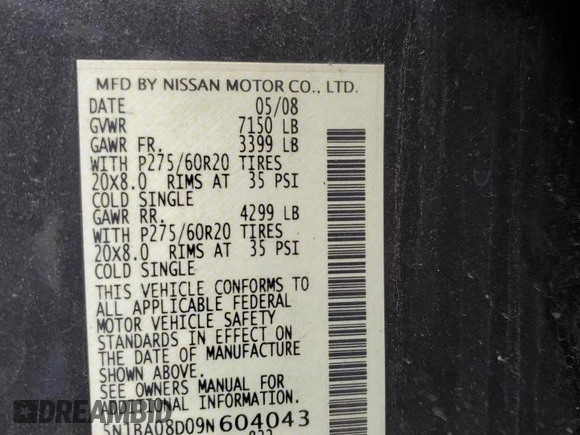 MFD BY NISSAN MOTOR CO., LTD.
DATE 05/08
GVWR 7150 LB
GAWR FR. 3399 LB
WITH P275/60R20 TIRES
20X8.0 RIMS AT 35 PSI
COLD SINGLE
GAWR RR. 4299 LB
WITH P275/60R20 TIRES
20X8.0 RIMS AT 35 PSI
COLD SINGLE
THIS VEHICLE CONFORMS TO
ALL APPLICABLE FEDERAL
MOTOR VEHICLE SAFETY
STANDARDS IN EFFECT ON
THE DATE OF MANUFACTURE
SHOWN ABOVE.
SEE OWNERS MANUAL FOR
ADDITIONAL INFORMATION.
5N1BA08D09N604043
DREAMBID